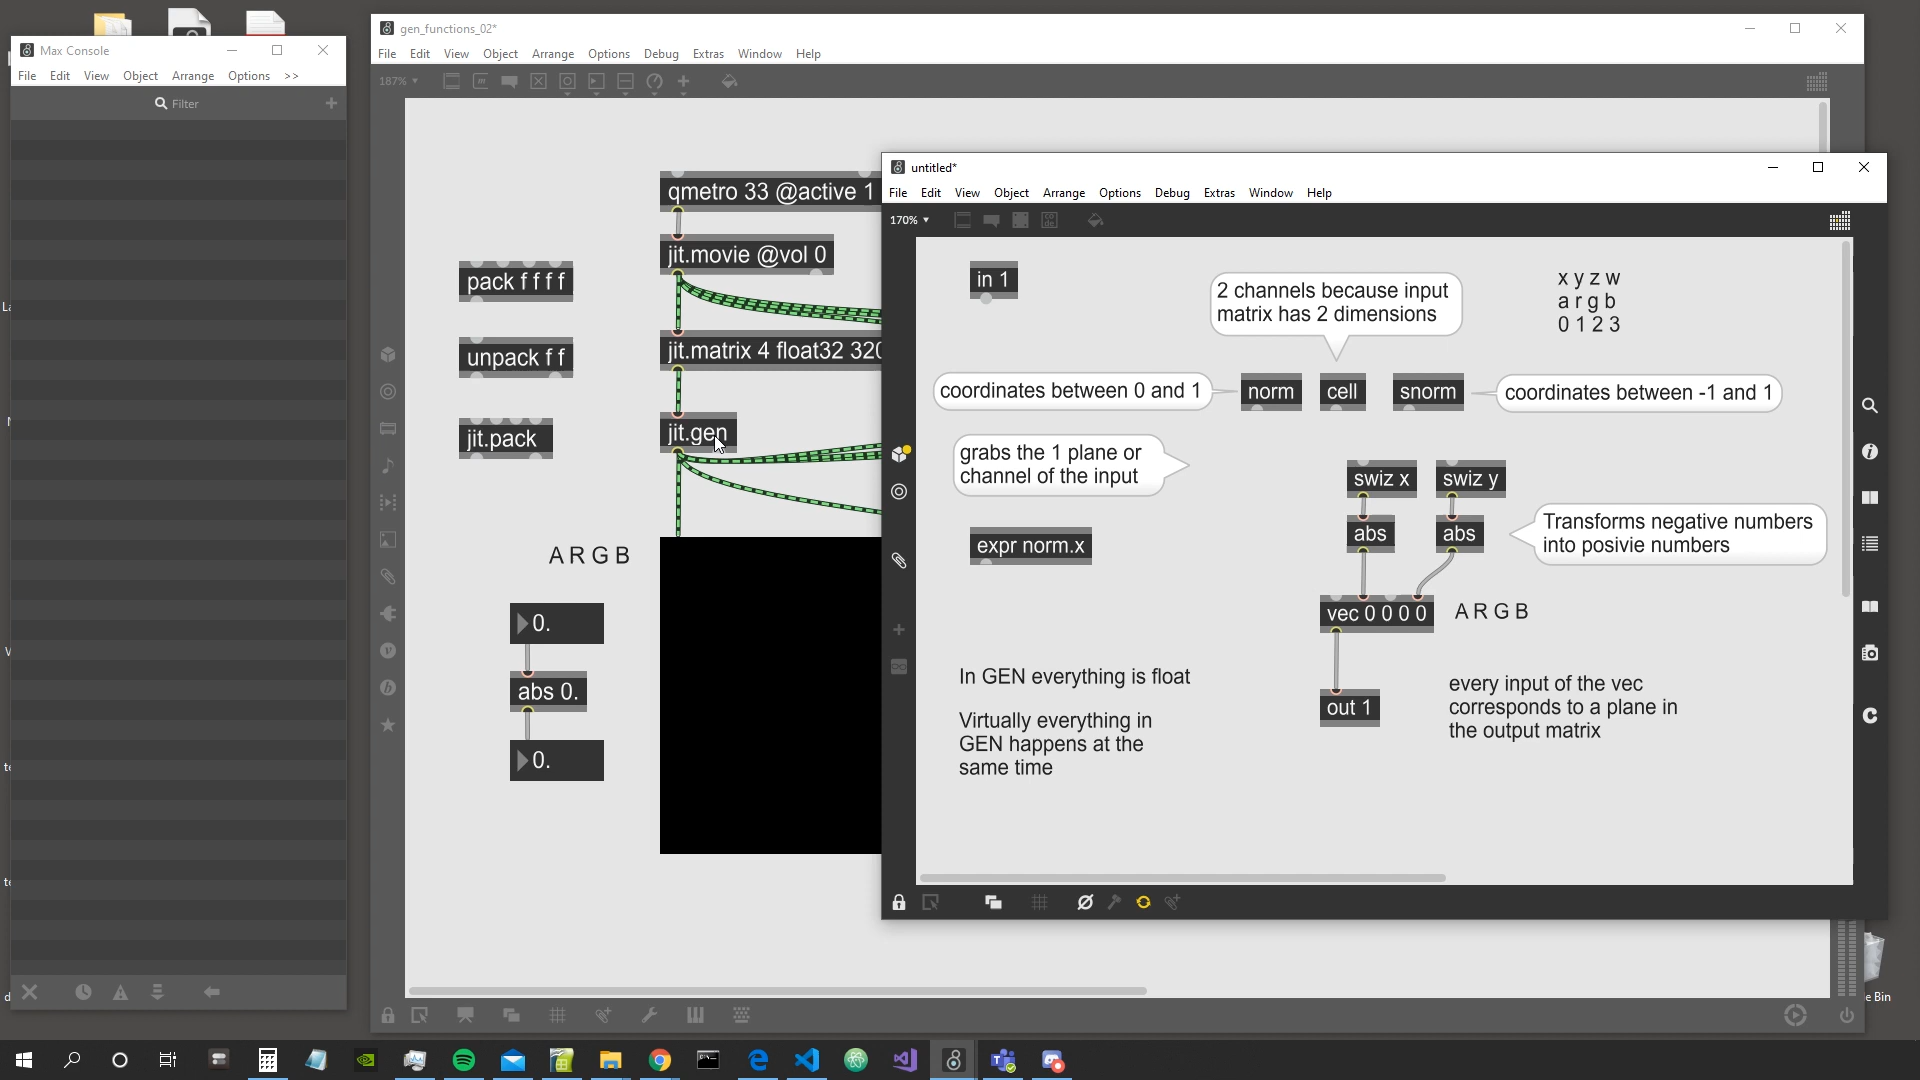 Max Console
File Edit View Object Arrange Options >>
Filter
gen_functions_02*
File Edit View Object Arrange Options Debug Extras Window Help
187%
qmetro 33 @active 1
jit.movie @vol 0
pack f f f f
unpack f f
jit.matrix 4 float32 320
jit.pack
jit.gen
A R G B
0.
abs 0.
0.
untitled*
File Edit View Object Arrange Options Debug Extras Window Help
170%
in 1
2 channels because input
matrix has 2 dimensions
x y z w
a r g b
0 1 2 3
coordinates between 0 and 1
norm
cell
snorm
coordinates between -1 and 1
grabs the 1 plane or
channel of the input
swiz x
swiz y
expr norm.x
abs
abs
Transforms negative numbers
into posivie numbers
vec 0 0 0 0
A R G B
In GEN everything is float
Virtually everything in
GEN happens at the
same time
out 1
every input of the vec
corresponds to a plane in
the output matrix
e Bin